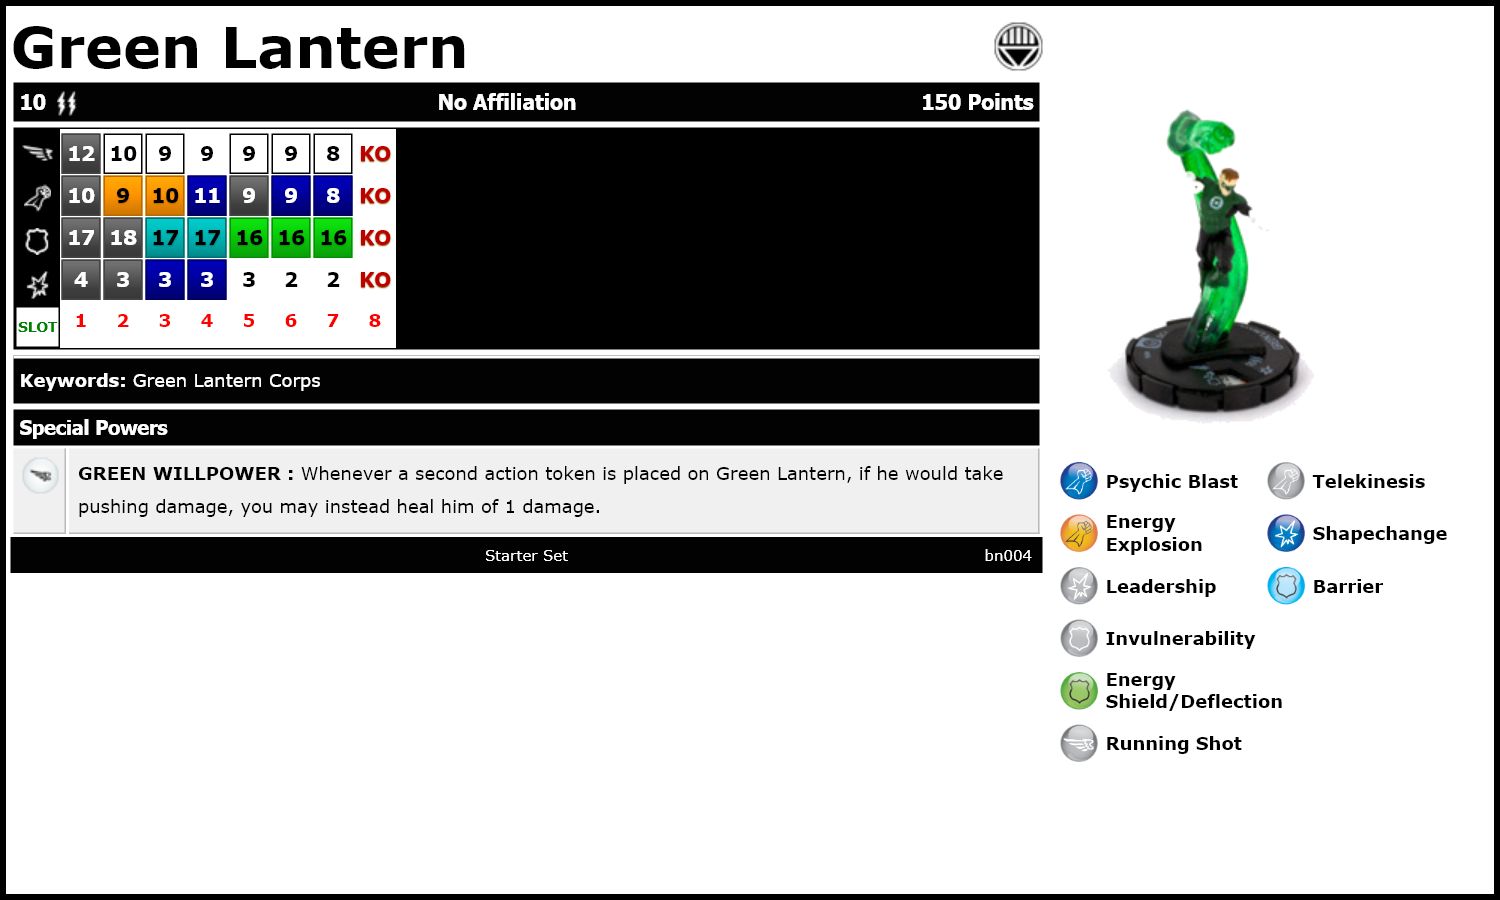 Green Lantern
10 No Affiliation 150 Points
12 10 9 9 9 9 8 KO
10 9 10 11 9 9 8 KO
17 18 17 17 16 16 16 KO
4 3 3 3 3 2 2 KO
SLOT 1 2 3 4 5 6 7 8
Keywords: Green Lantern Corps
Special Powers
GREEN WILLPOWER : Whenever a second action token is placed on Green Lantern, if he would take
pushing damage, you may instead heal him of 1 damage.
Starter Set bn004
Psychic Blast Telekinesis
Energy
Explosion
Shapechange
Leadership Barrier
Invulnerability
Energy
Shield/Deflection
Running Shot